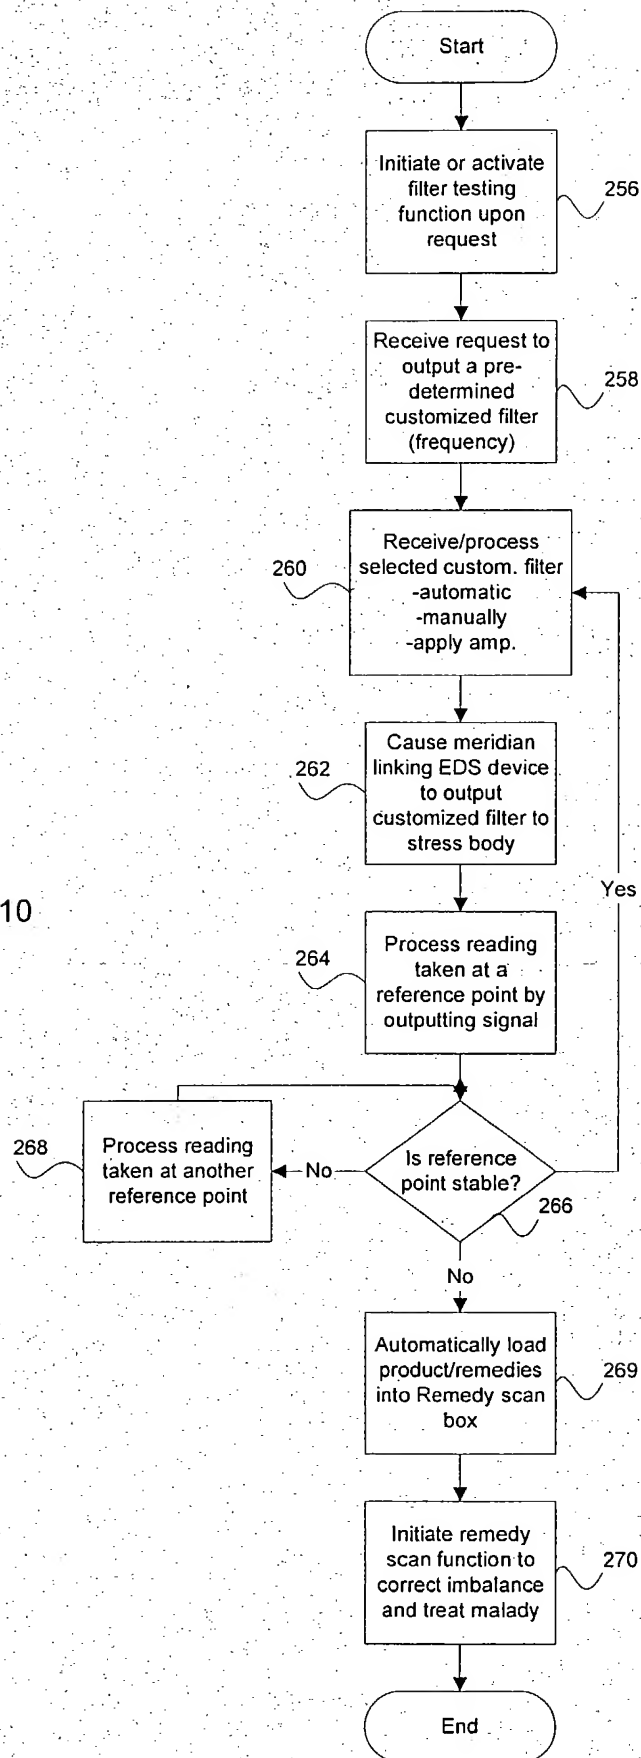 Start
Initiate or activate
filter testing
function upon
request
256
Receive request to
output a pre-
determined
customized filter
(frequency)
258
Receive/process
selected custom. filter
-automatic
-manually
-apply amp.
260
Cause meridian
linking EDS device
to output
customized filter to
stress body
262
Yes
10
Process reading
taken at a
reference point by
outputting signal
264
Process reading
taken at another
reference point
268
No
Is reference
point stable?
266
No
Automatically load
product/remedies
into Remedy scan
box
269
Initiate remedy
scan function to
correct imbalance
and treat malady
270
End